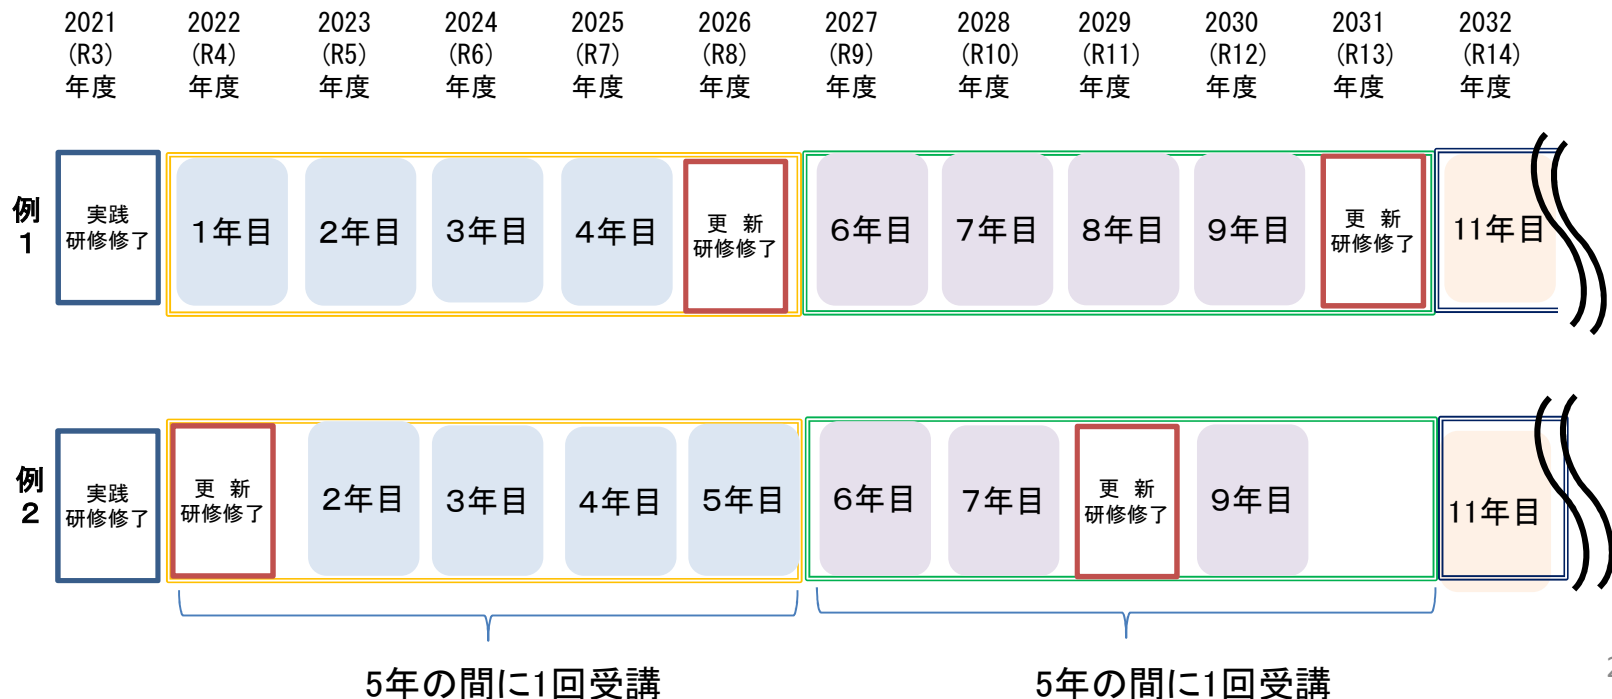 2021 2022 2023 2024 2025 2026 2027 2028 2029 2030 2031 2032
(R3) (R4) (R5) (R6) (R7) (R8) (R9) (R10) (R11) (R12) (R13) (R14)
年度 年度 年度 年度 年度 年度 年度 年度 年度 年度 年度 年度
例1
実践
研修修了
1年目 2年目 3年目 4年目
更 新
研修修了
6年目 7年目 8年目 9年目
更 新
研修修了
11年目
例2
実践
研修修了
更 新
研修修了
2年目 3年目 4年目 5年目 6年目 7年目
更 新
研修修了
9年目
11年目
5年の間に1回受講 5年の間に1回受講